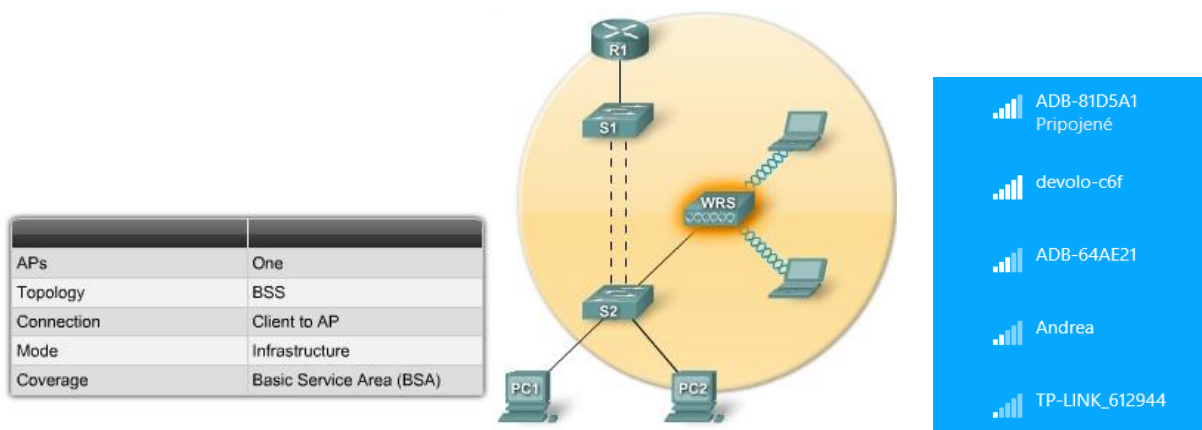 APs One
Topology BSS
Connection Client to AP
Mode Infrastructure
Coverage Basic Service Area (BSA)
R1
S1
WRS
S2
PC1
PC2
ADB-81D5A1
Pripojené
devolo-c6f
ADB-64AE21
Andrea
TP-LINK_612944